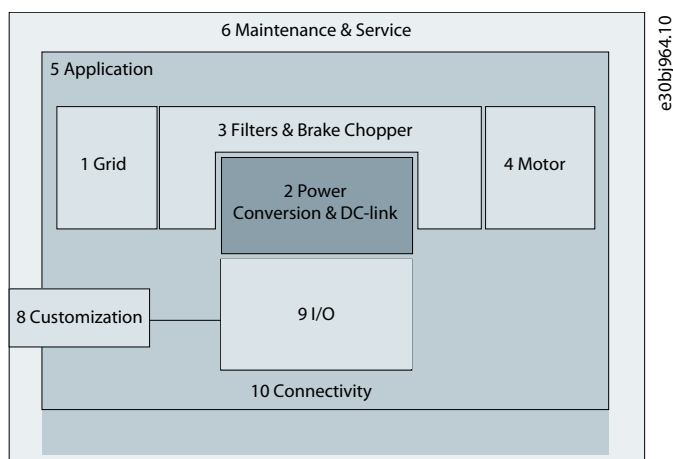 6 Maintenance & Service
5 Application
3 Filters & Brake Chopper
1 Grid
4 Motor
2 Power
Conversion & DC-link
8 Customization
9 I/O
10 Connectivity
e30bj964.10